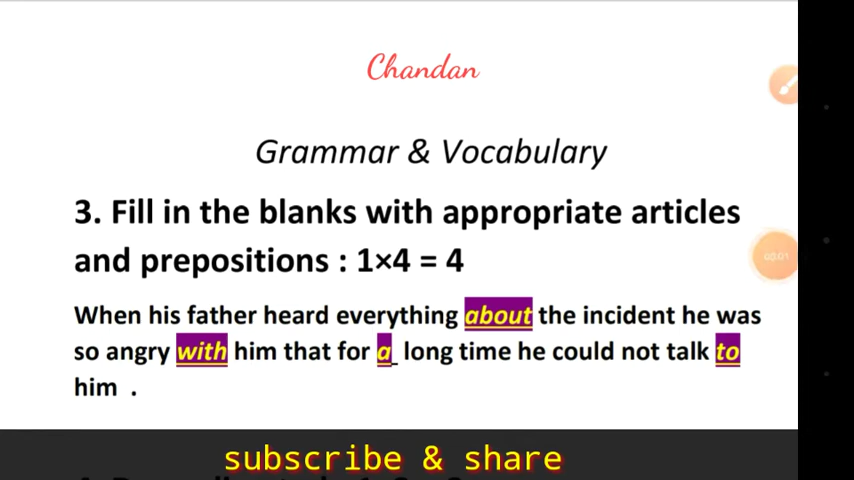 Chandan
Grammar & Vocabulary
3. Fill in the blanks with appropriate articles
and prepositions : 1×4 = 4
When his father heard everything about the incident he was
so angry with him that for a_ long time he could not talk to
him .
subscribe & share